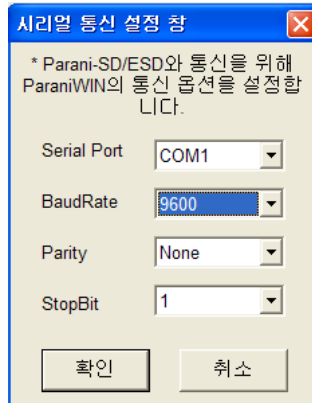 시리얼 통신 설정 창
* Parani-SD/ESD와 통신을 위해
ParaniWIN의 통신 옵션을 설정합
니다.
Serial Port COM1
BaudRate 9600
Parity None
StopBit 1
확인 취소